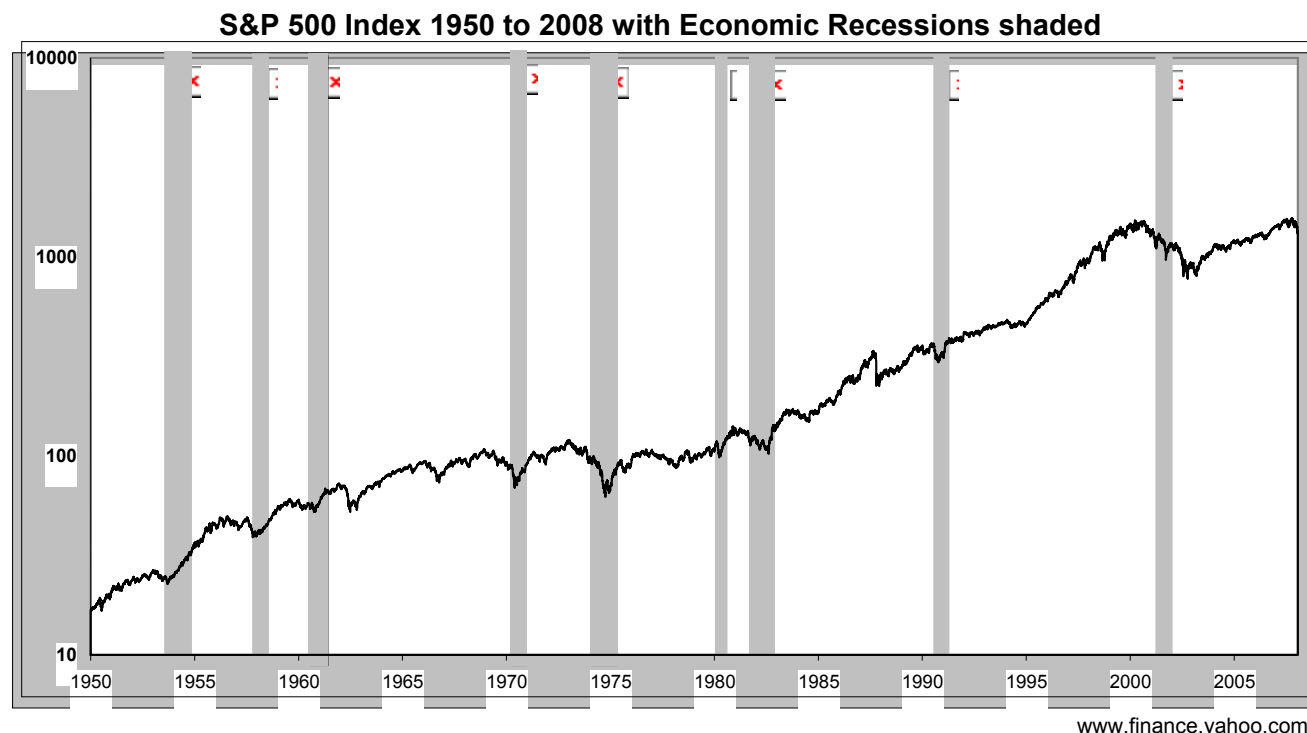 S&P 500 Index 1950 to 2008 with Economic Recessions shaded
10000
1000
100
10
1950 1955 1960 1965 1970 1975 1980 1985 1990 1995 2000 2005
www.finance.yahoo.com